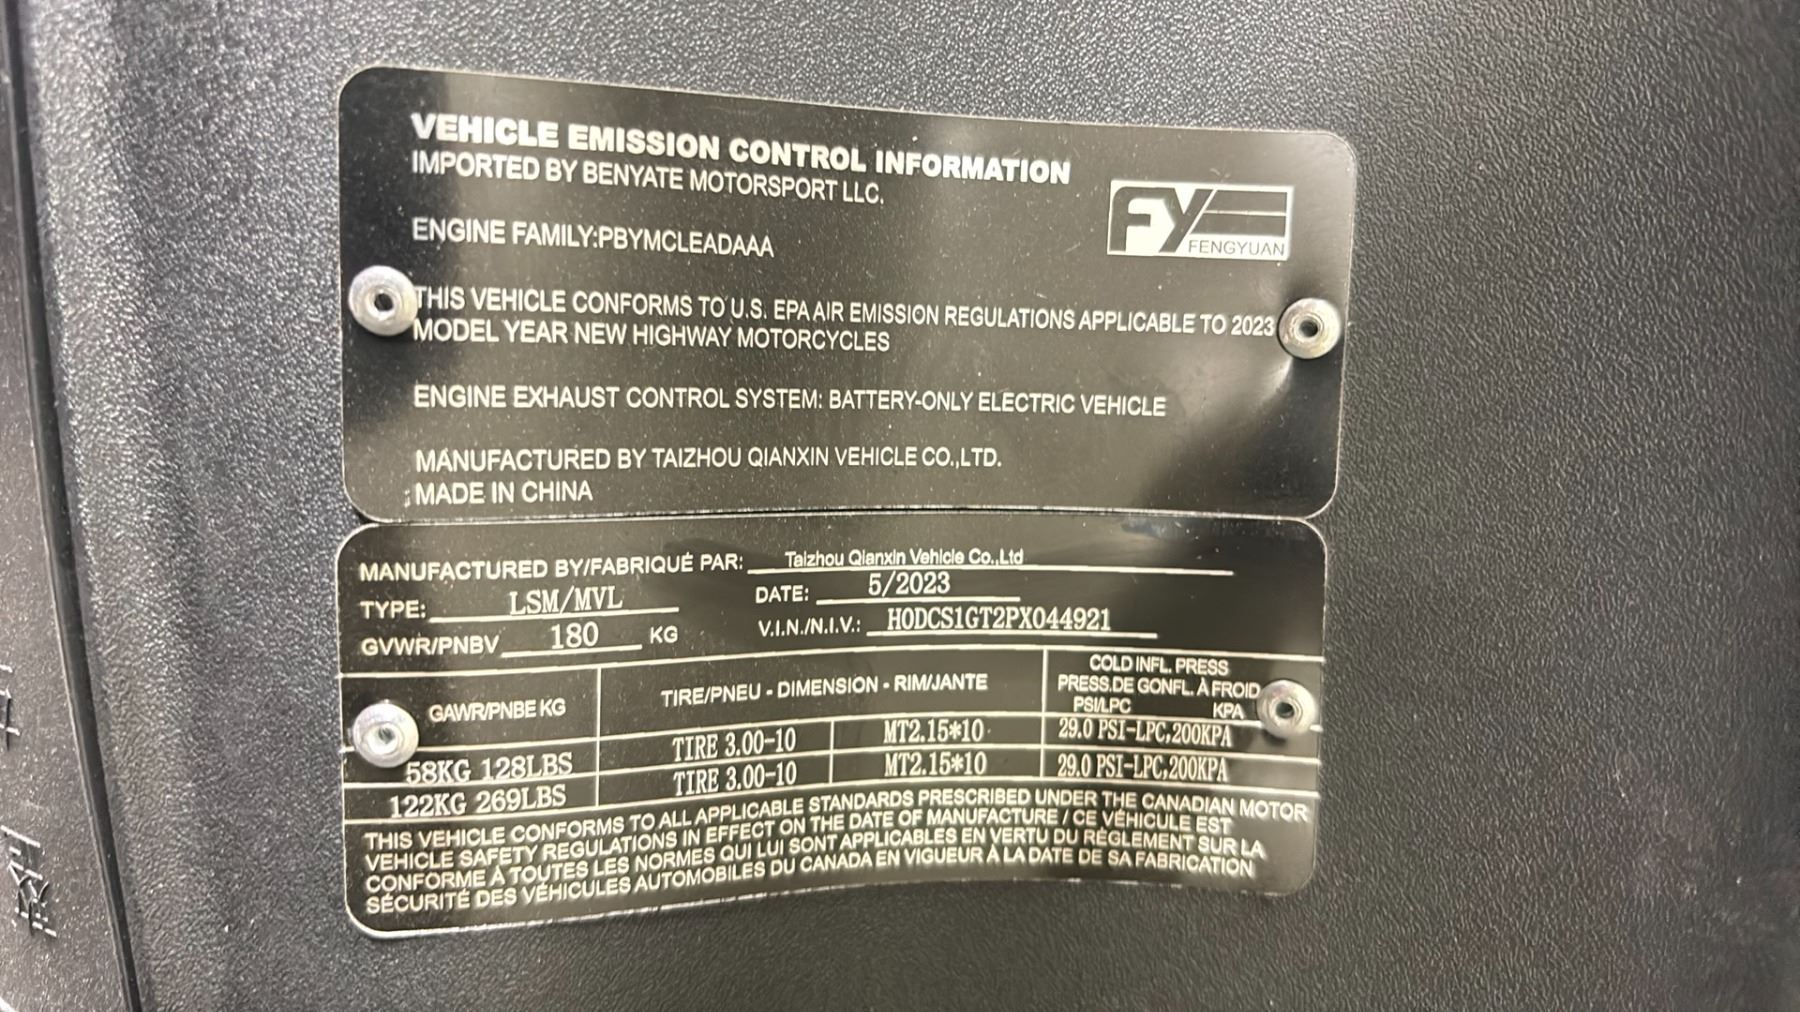 VEHICLE EMISSION CONTROL INFORMATION
IMPORTED BY BENYATE MOTORSPORT LLC.
FY
FENGYUAN
ENGINE FAMILY:PBYMCLEADAAA
THIS VEHICLE CONFORMS TO U.S. EPA AIR EMISSION REGULATIONS APPLICABLE TO 2023
MODEL YEAR NEW HIGHWAY MOTORCYCLES
ENGINE EXHAUST CONTROL SYSTEM: BATTERY-ONLY ELECTRIC VEHICLE
MANUFACTURED BY TAIZHOU QIANXIN VEHICLE CO.,LTD.
MADE IN CHINA
MANUFACTURED BY/FABRIQUÉ PAR: Taizhou Qianxin Vehicle Co.,Ltd
TYPE: LSM/MVL DATE: 5/2023
GVWR/PNBV 180 KG V.I.N./N.I.V.: H0DCS1GT2PX044921
GAWR/PNBE KG TIRE/PNEU - DIMENSION - RIM/JANTE
COLD INFL. PRESS
PRESS.DE GONFL. À FROID
PSI/LPC KPA
58KG 128LBS TIRE 3.00-10 MT2.15*10 29.0 PSI-LPC,200KPA
122KG 269LBS TIRE 3.00-10 MT2.15*10 29.0 PSI-LPC,200KPA
THIS VEHICLE CONFORMS TO ALL APPLICABLE STANDARDS PRESCRIBED UNDER THE CANADIAN MOTOR
VEHICLE SAFETY REGULATIONS IN EFFECT ON THE DATE OF MANUFACTURE / CE VÉHICULE EST
CONFORME À TOUTES LES NORMES QUI LUI SONT APPLICABLES EN VERTU DU RÈGLEMENT SUR LA
SÉCURITÉ DES VÉHICULES AUTOMOBILES DU CANADA EN VIGUEUR À LA DATE DE SA FABRICATION